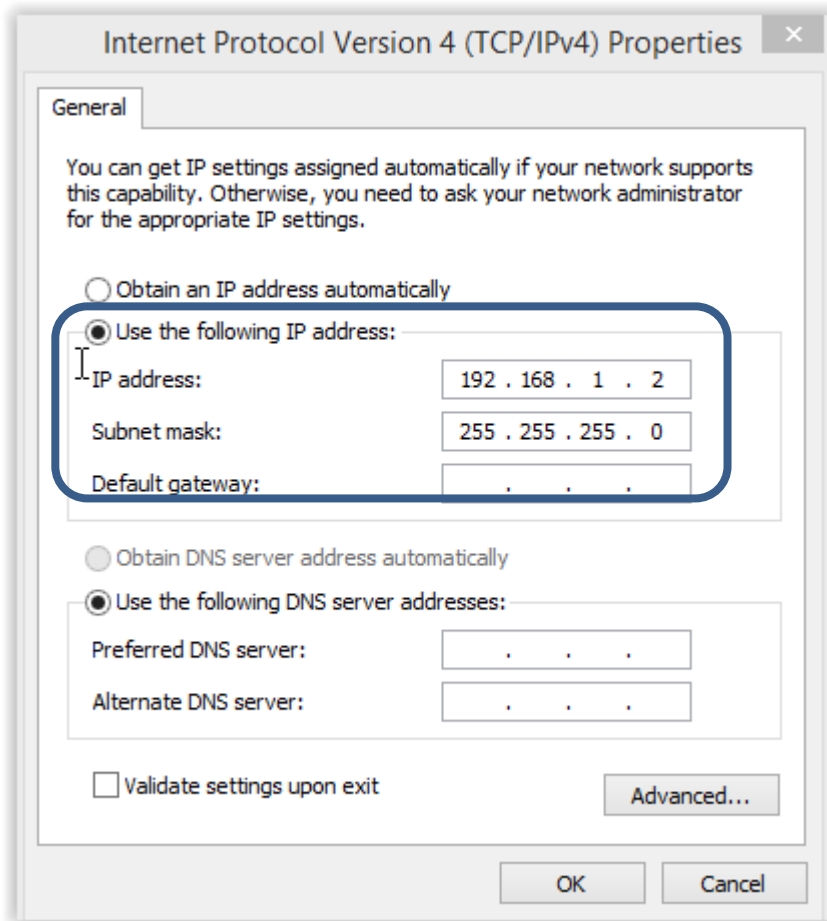 Internet Protocol Version 4 (TCP/IPv4) Properties
General
You can get IP settings assigned automatically if your network supports
this capability. Otherwise, you need to ask your network administrator
for the appropriate IP settings.
Obtain an IP address automatically
Use the following IP address:
IP address: 192 . 168 . 1 . 2
Subnet mask: 255 . 255 . 255 . 0
Default gateway: . . .
Obtain DNS server address automatically
Use the following DNS server addresses:
Preferred DNS server: . . .
Alternate DNS server: . . .
Validate settings upon exit
Advanced...
OK Cancel